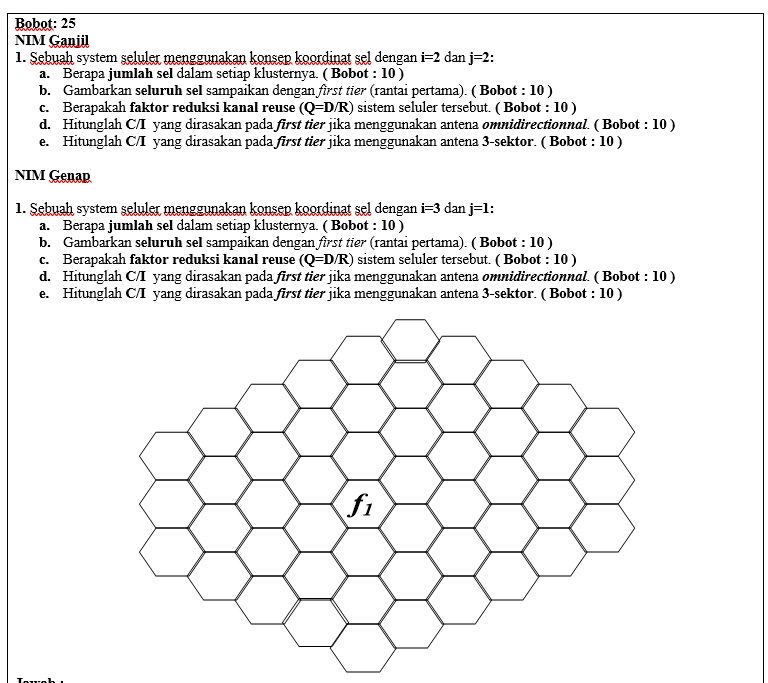 Bobot: 25
NIM Ganjil
1. Sebuah system seluler menggunakan konsep koordinat sel dengan i=2 dan j=2:
a. Berapa jumlah sel dalam setiap klusternya. ( Bobot : 10 )
b. Gambarkan seluruh sel sampaikan dengan first tier (rantai pertama). ( Bobot : 10 )
c. Berapakah faktor reduksi kanal reuse (Q=D/R) sistem seluler tersebut. ( Bobot : 10 )
d. Hitunglah C/I yang dirasakan pada first tier jika menggunakan antena omnidirectionnal. ( Bobot : 10 )
e. Hitunglah C/I yang dirasakan pada first tier jika menggunakan antena 3-sektor. ( Bobot : 10 )
NIM Genap
1. Sebuah system seluler menggunakan konsep koordinat sel dengan i=3 dan j=1:
a. Berapa jumlah sel dalam setiap klusternya. ( Bobot : 10 )
b. Gambarkan seluruh sel sampaikan dengan first tier (rantai pertama). ( Bobot : 10 )
c. Berapakah faktor reduksi kanal reuse (Q=D/R) sistem seluler tersebut. ( Bobot : 10 )
d. Hitunglah C/I yang dirasakan pada first tier jika menggunakan antena omnidirectionnal. ( Bobot : 10 )
e. Hitunglah C/I yang dirasakan pada first tier jika menggunakan antena 3-sektor. ( Bobot : 10 )
f1
Jawab :